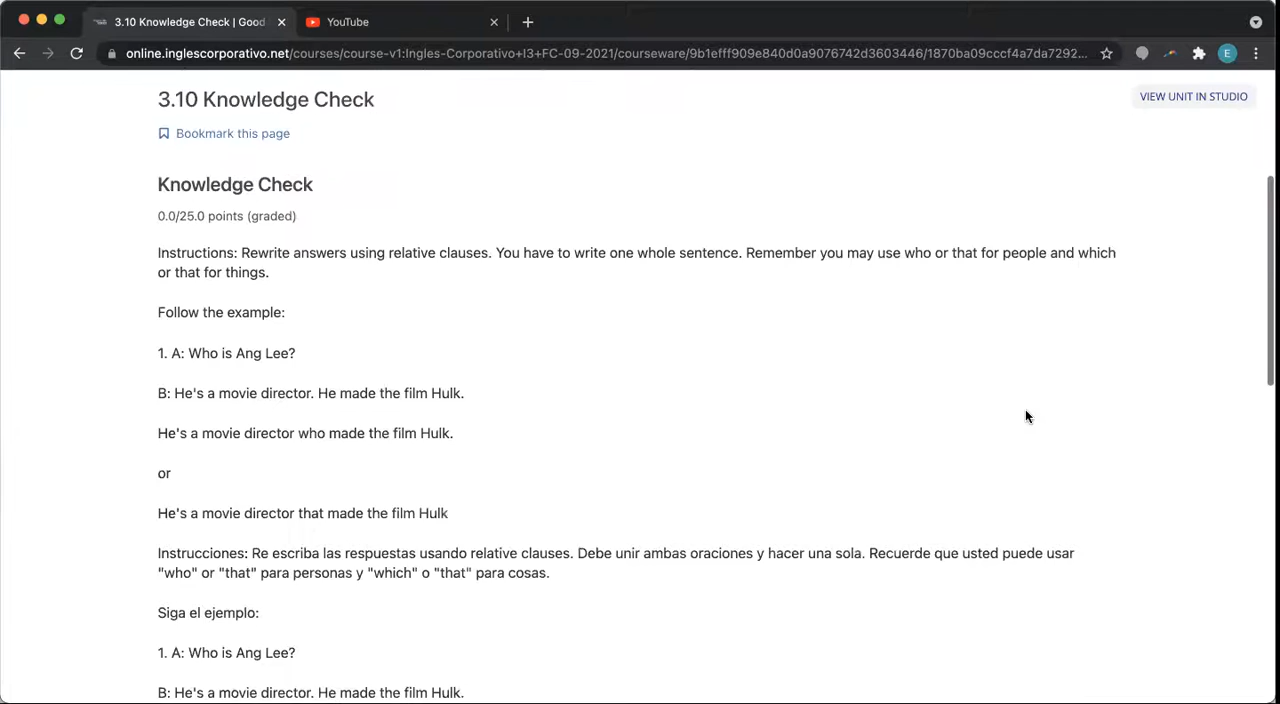 3.10 Knowledge Check | Good
YouTube
online.inglescorporativo.net/courses/course-v1:Ingles-Corporativo+I3+FC-09-2021/courseware/9b1efff909e840d0a9076742d3603446/1870ba09cccf4a7da7292...
E
3.10 Knowledge Check
VIEW UNIT IN STUDIO
Bookmark this page
Knowledge Check
0.0/25.0 points (graded)
Instructions: Rewrite answers using relative clauses. You have to write one whole sentence. Remember you may use who or that for people and which
or that for things.
Follow the example:
1. A: Who is Ang Lee?
B: He's a movie director. He made the film Hulk.
He's a movie director who made the film Hulk.
or
He's a movie director that made the film Hulk
Instrucciones: Re escriba las respuestas usando relative clauses. Debe unir ambas oraciones y hacer una sola. Recuerde que usted puede usar
"who" or "that" para personas y "which" o "that" para cosas.
Siga el ejemplo:
1. A: Who is Ang Lee?
B: He's a movie director. He made the film Hulk.